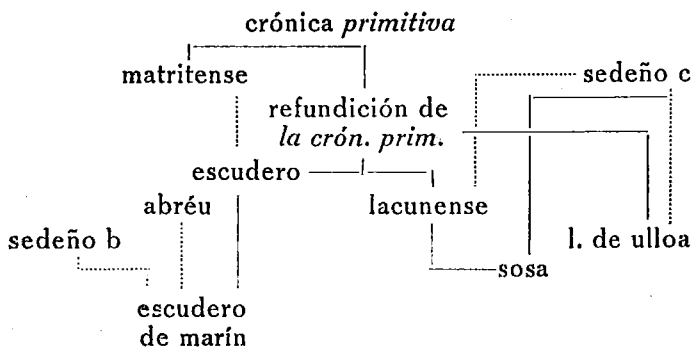 crónica primitiva
matritense
sedeño c
refundición de
la crón. prim.
escudero
abréu
lacunense
sedeño b
l. de ulloa
sosa
escudero
de marín